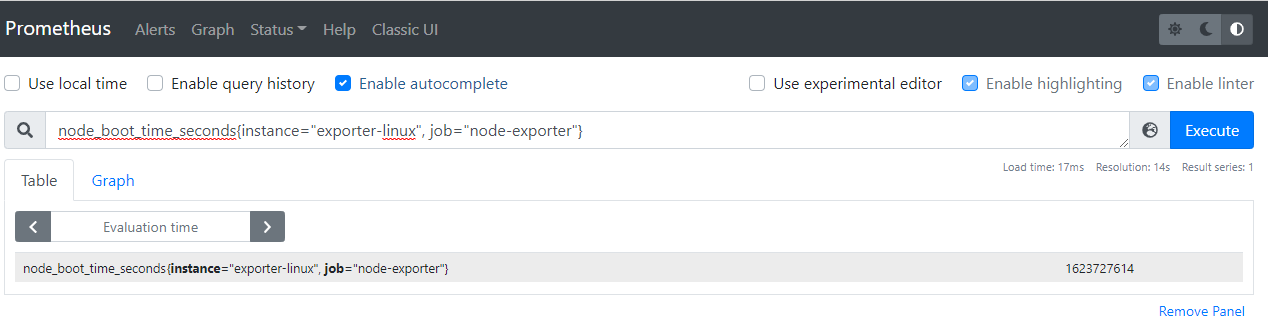 Prometheus Alerts Graph Status Help Classic UI
Use local time Enable query history Enable autocomplete Use experimental editor Enable highlighting Enable linter
node_boot_time_seconds{instance="exporter-linux", job="node-exporter"} Execute
Load time: 17ms Resolution: 14s Result series: 1
Table Graph
Evaluation time
node_boot_time_seconds{instance="exporter-linux", job="node-exporter"} 1623727614
Remove Panel